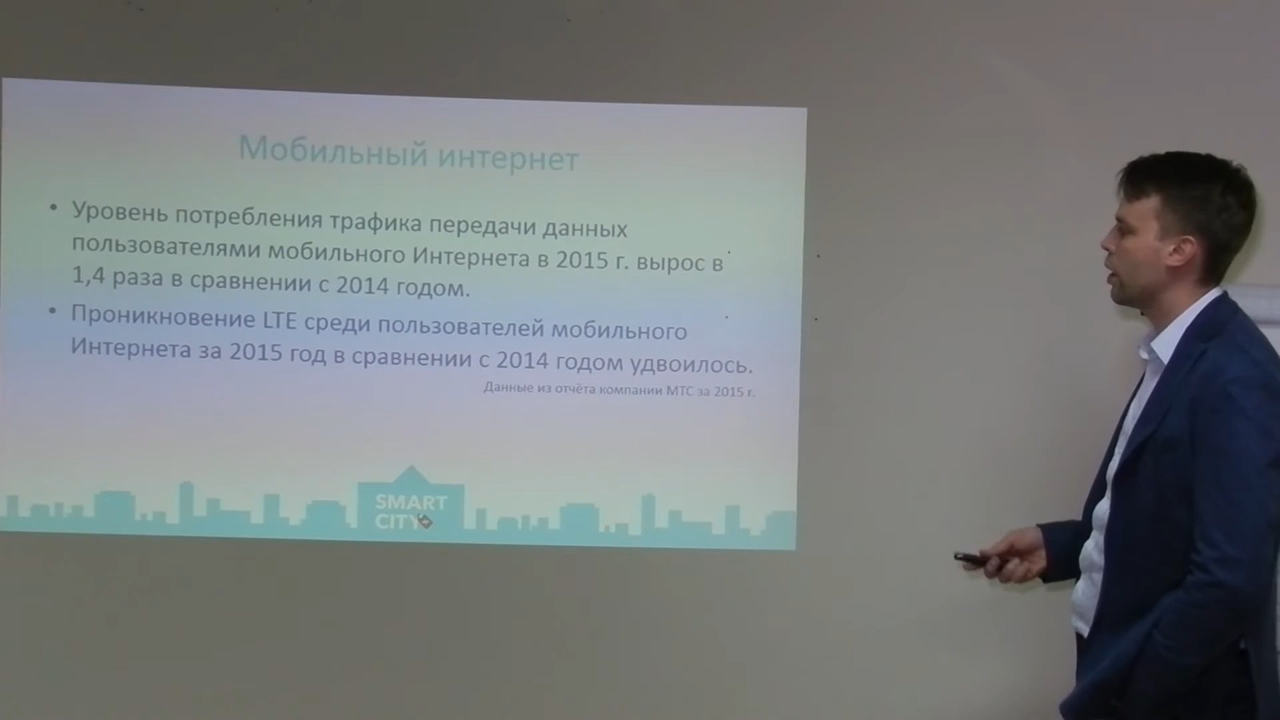 Мобильный интернет
• Уровень потребления трафика передачи данных
пользователями мобильного Интернета в 2015 г. вырос в
1,4 раза в сравнении с 2014 годом.
• Проникновение LTE среди пользователей мобильного
Интернета за 2015 год в сравнении с 2014 годом удвоилось.
Данные из отчёта компании МТС за 2015 г.
SMART
CITY